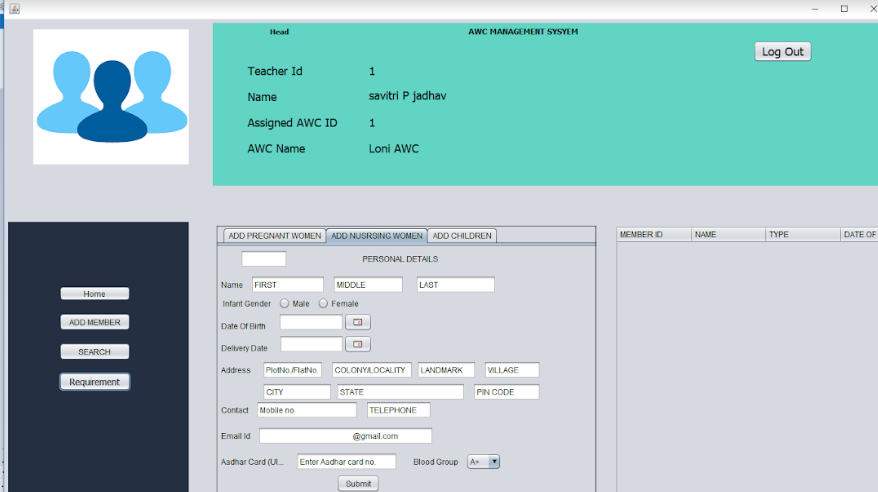 Head AWC MANAGEMENT SYSYEM
Log Out
Teacher Id 1
Name savitri P jadhav
Assigned AWC ID 1
AWC Name Loni AWC
Home
ADD MEMBER
SEARCH
Requirement
ADD PREGNANT WOMEN ADD NUSRSING WOMEN ADD CHILDREN
PERSONAL DETAILS
Name FIRST MIDDLE LAST
Infant Gender Male Female
Date Of Birth
Delivery Date
Address PlotNo./FlatNo. COLONY/LOCALITY LANDMARK VILLAGE
CITY STATE PIN CODE
Contact Mobile no. TELEPHONE
Email Id @gmail.com
Aadhar Card (UI... Enter Aadhar card no. Blood Group A+
Submit
MEMBER ID NAME TYPE DATE OF